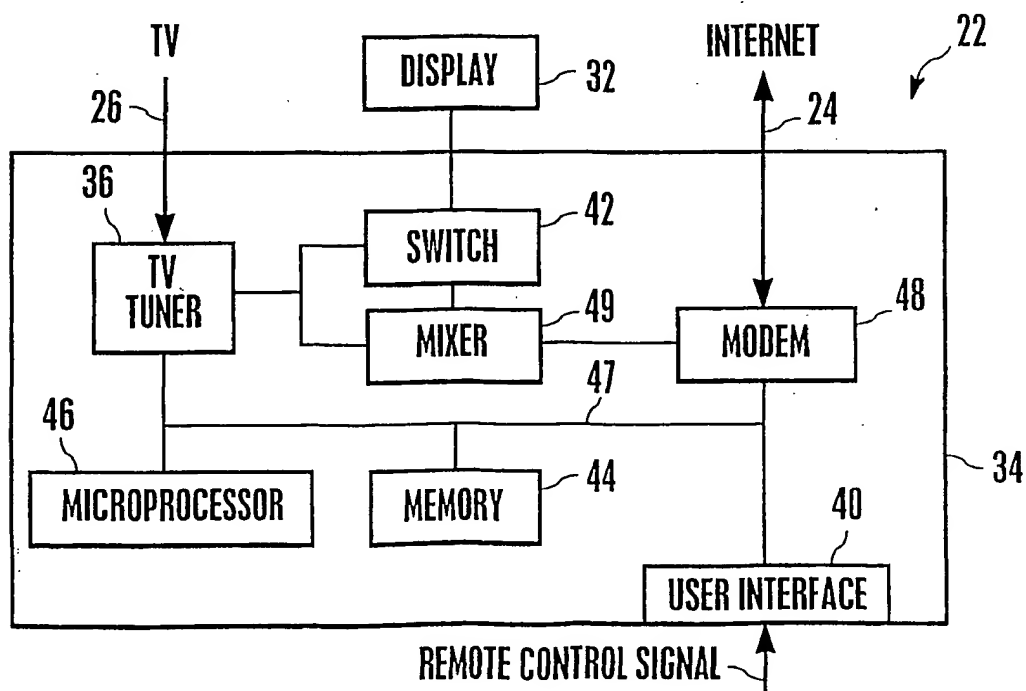 TV
DISPLAY
INTERNET
22
26
32
24
36
42
SWITCH
TV
TUNER
49
48
MIXER
MODEM
47
46
MICROPROCESSOR
MEMORY
44
34
40
USER INTERFACE
REMOTE CONTROL SIGNAL